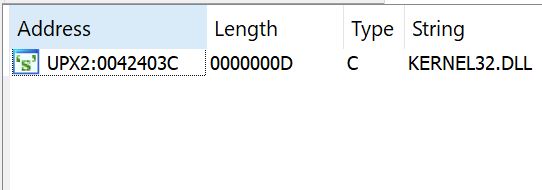 Address Length Type String
's' UPX2:0042403C 0000000D C KERNEL32.DLL